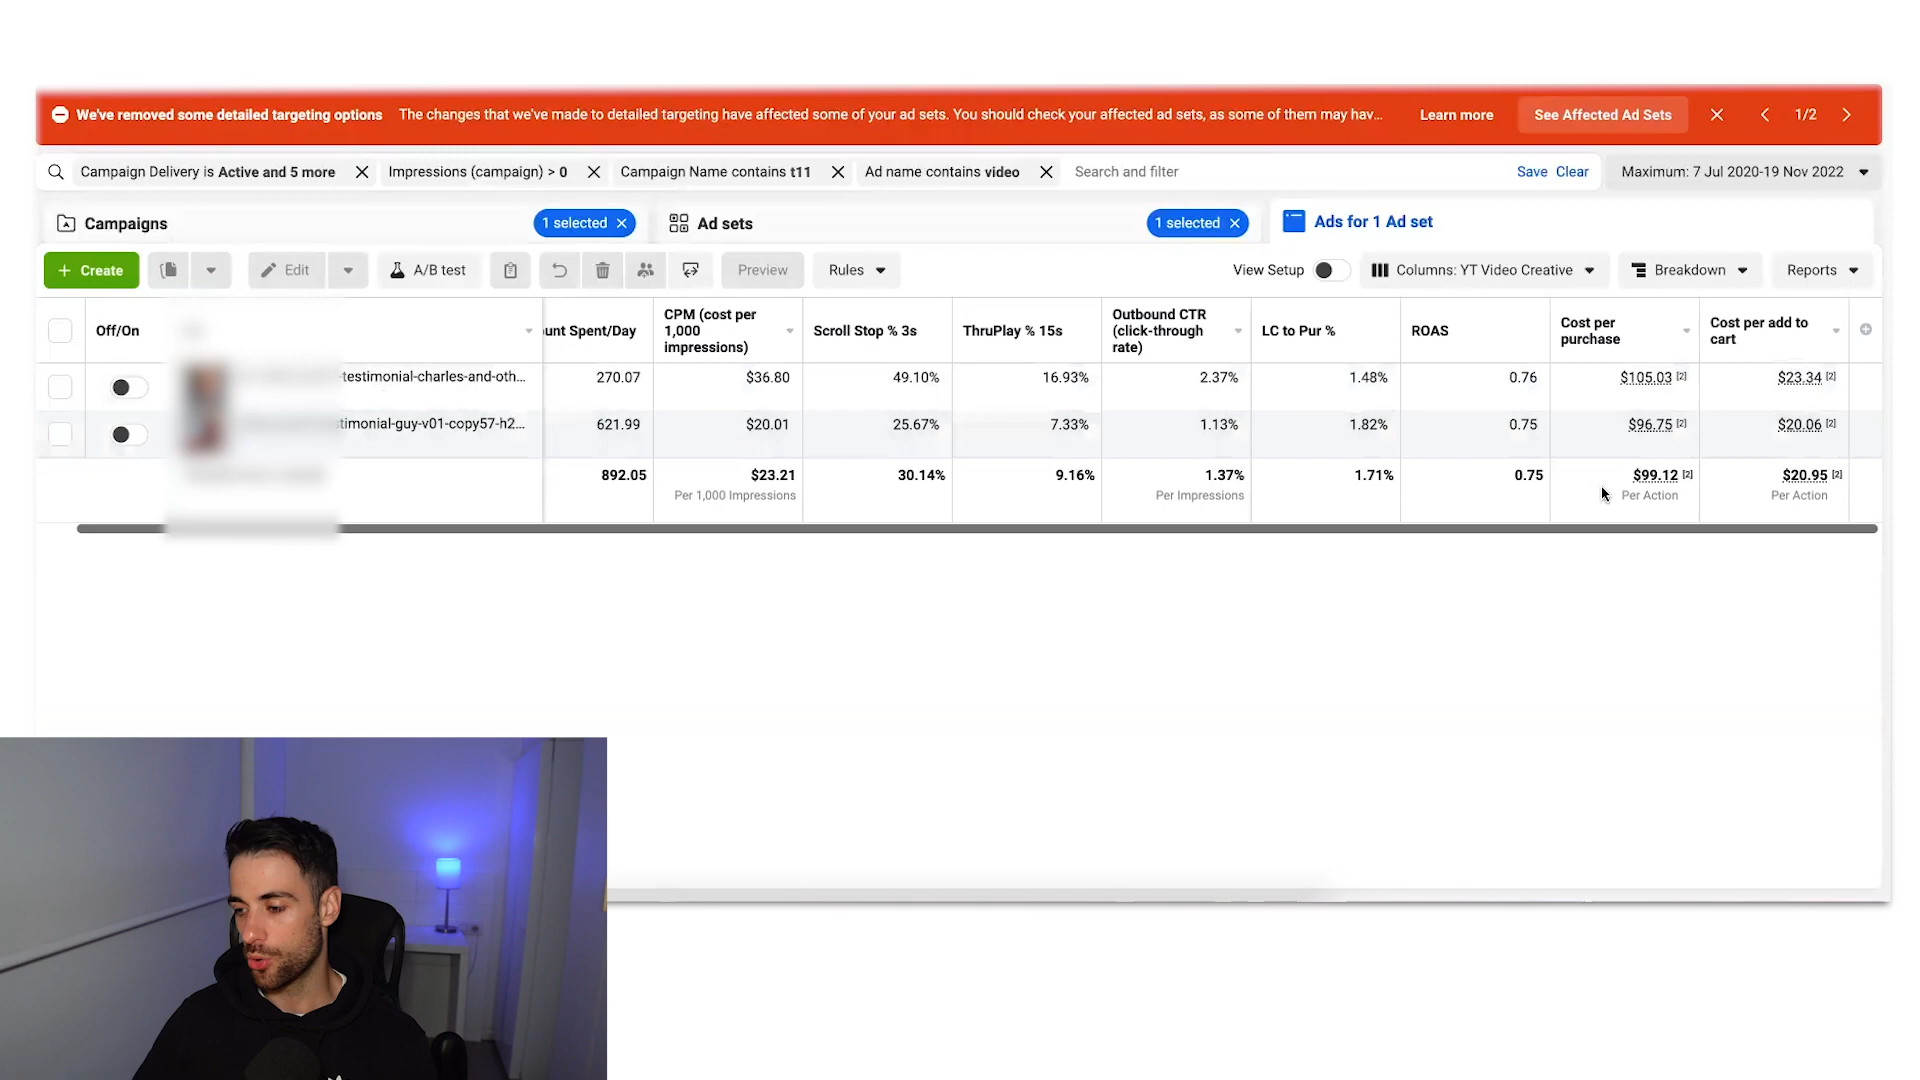 We've removed some detailed targeting options The changes that we've made to detailed targeting have affected some of your ad sets. You should check your affected ad sets, as some of them may hav... Learn more See Affected Ad Sets 1/2
Campaign Delivery is Active and 5 more Impressions (campaign) > 0 Campaign Name contains t11 Ad name contains video Search and filter Save Clear Maximum: 7 Jul 2020-19 Nov 2022
Campaigns 1 selected Ad sets 1 selected Ads for 1 Ad set
+ Create Edit A/B test Preview Rules View Setup Columns: YT Video Creative Breakdown Reports
Off/On unt Spent/Day CPM (cost per 1,000 impressions) Scroll Stop % 3s ThruPlay % 15s Outbound CTR (click-through rate) LC to Pur % ROAS Cost per purchase Cost per add to cart
-testimonial-charles-and-oth... 270.07 $36.80 49.10% 16.93% 2.37% 1.48% 0.76 $105.03 [2] $23.34 [2]
timonial-guy-v01-copy57-h2... 621.99 $20.01 25.67% 7.33% 1.13% 1.82% 0.75 $96.75 [2] $20.06 [2]
892.05 $23.21 30.14% 9.16% 1.37% 1.71% 0.75 $99.12 [2] $20.95 [2]
Per 1,000 Impressions Per Impressions Per Action Per Action